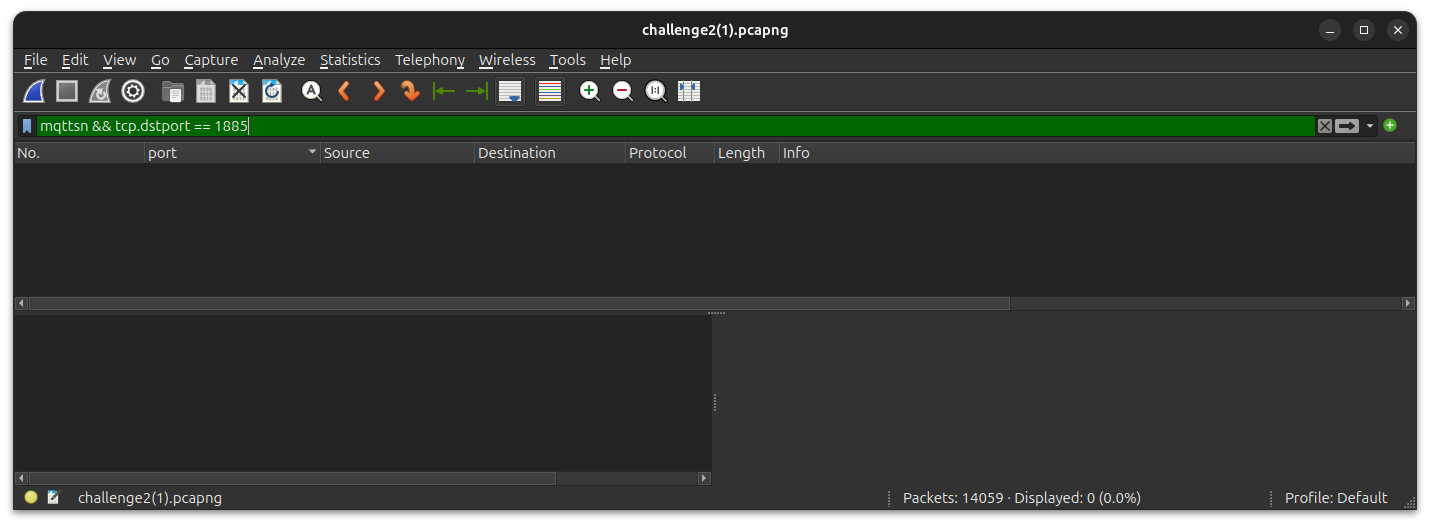 challenge2(1).pcapng
File Edit View Go Capture Analyze Statistics Telephony Wireless Tools Help
mqttsn && tcp.dstport == 1885
No. port Source Destination Protocol Length Info
challenge2(1).pcapng Packets: 14059 · Displayed: 0 (0.0%) Profile: Default